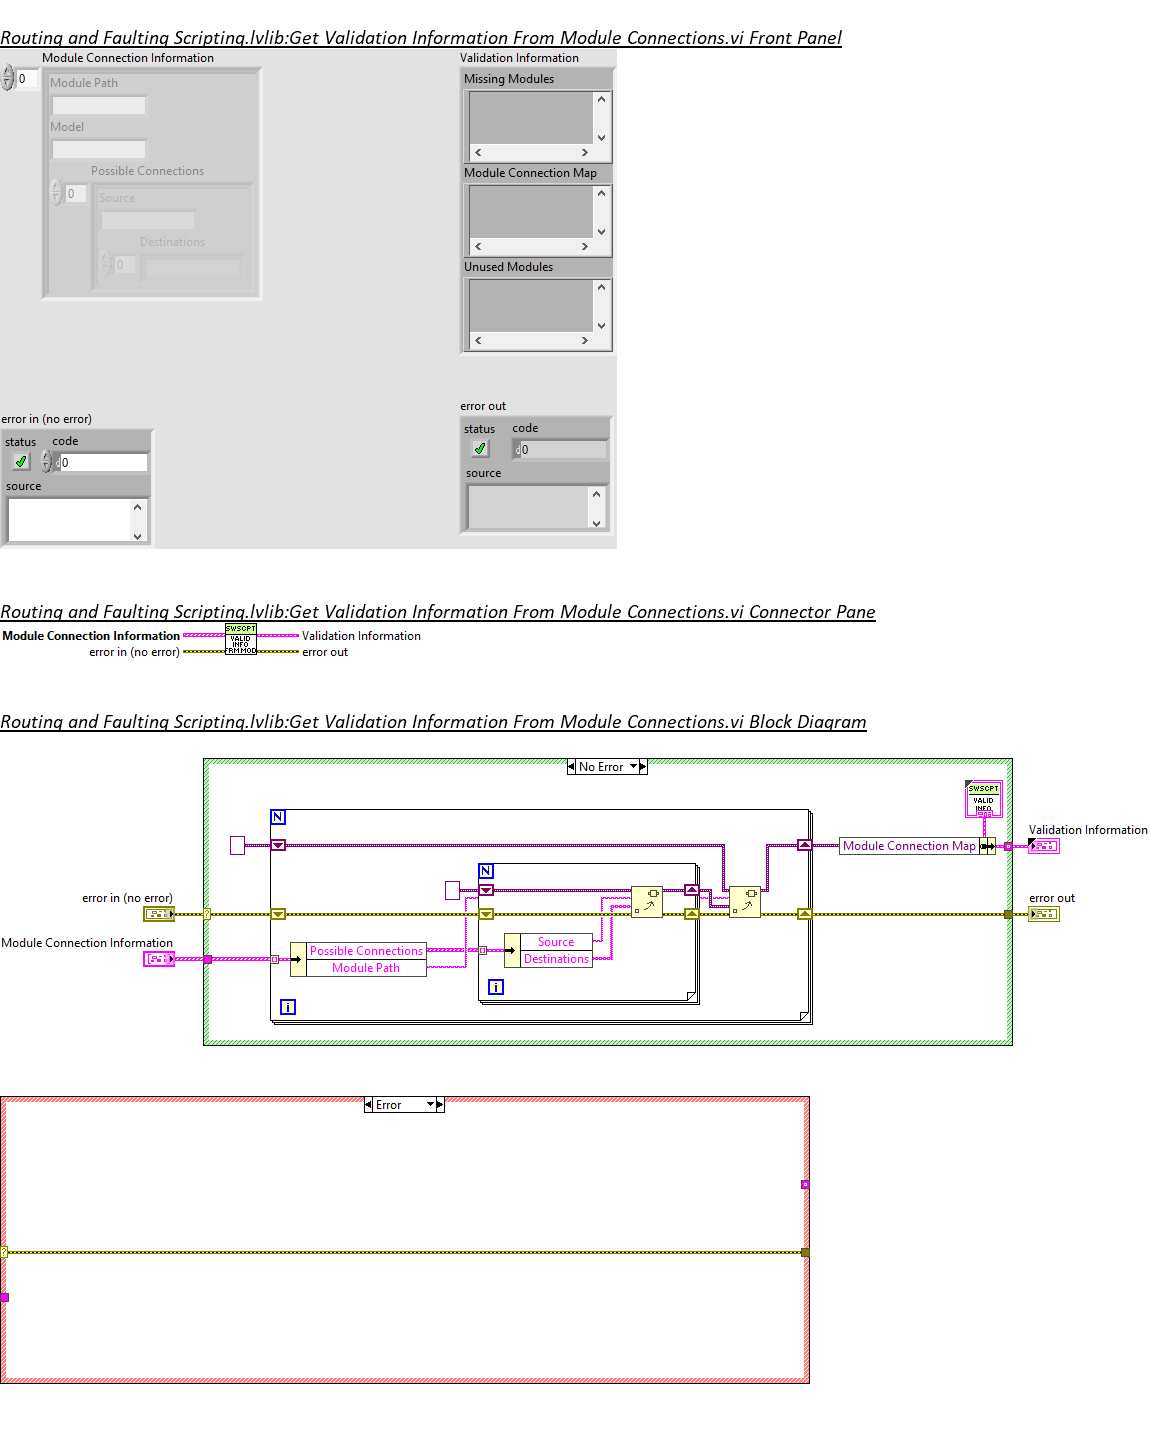 Routing and Faulting Scripting.lvlib:Get Validation Information From Module Connections.vi Front Panel
Module Connection Information
0
Module Path
Model
Possible Connections
0
Source
Destinations
0
Validation Information
Missing Modules
Module Connection Map
Unused Modules
error in (no error)
status code
0
source
error out
status code
0
source
Routing and Faulting Scripting.lvlib:Get Validation Information From Module Connections.vi Connector Pane
Module Connection Information
error in (no error)
SWSCPT
VALID
INFO
FRM MOD
Validation Information
error out
Routing and Faulting Scripting.lvlib:Get Validation Information From Module Connections.vi Block Diagram
No Error
SWSCPT
VALID
INFO
Validation Information
N
Module Connection Map
N
error in (no error)
?
error out
Module Connection Information
Possible Connections
Module Path
Source
Destinations
i
i
Error
?